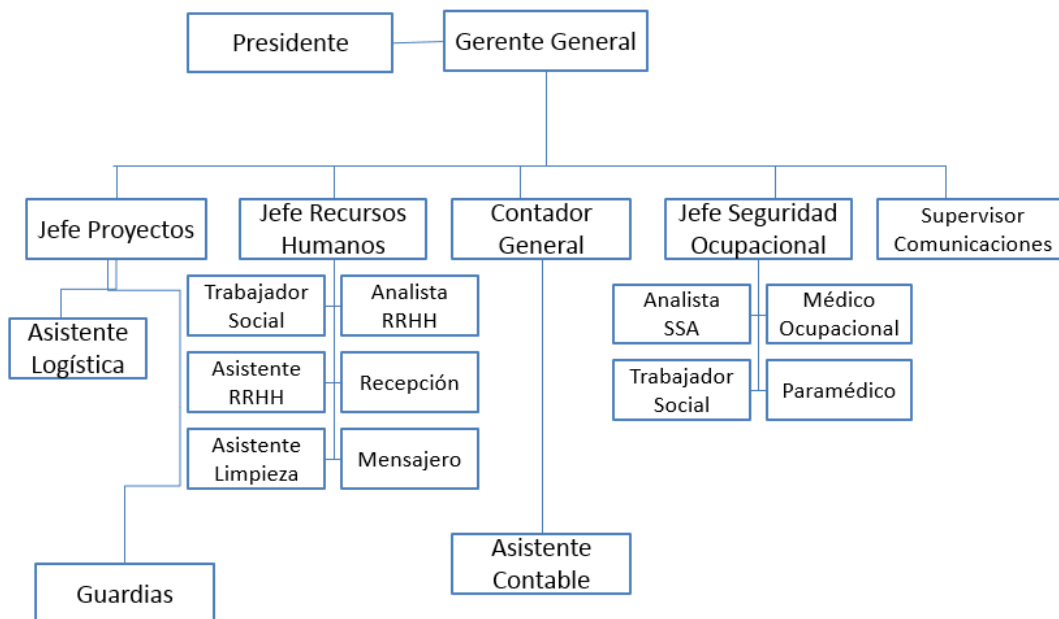 Presidente
Gerente General
Jefe Proyectos
Jefe Recursos
Humanos
Contador
General
Jefe Seguridad
Ocupacional
Supervisor
Comunicaciones
Asistente
Logística
Trabajador
Social
Analista
RRHH
Asistente
RRHH
Recepción
Asistente
Limpieza
Mensajero
Analista
SSA
Médico
Ocupacional
Trabajador
Social
Paramédico
Asistente
Contable
Guardias